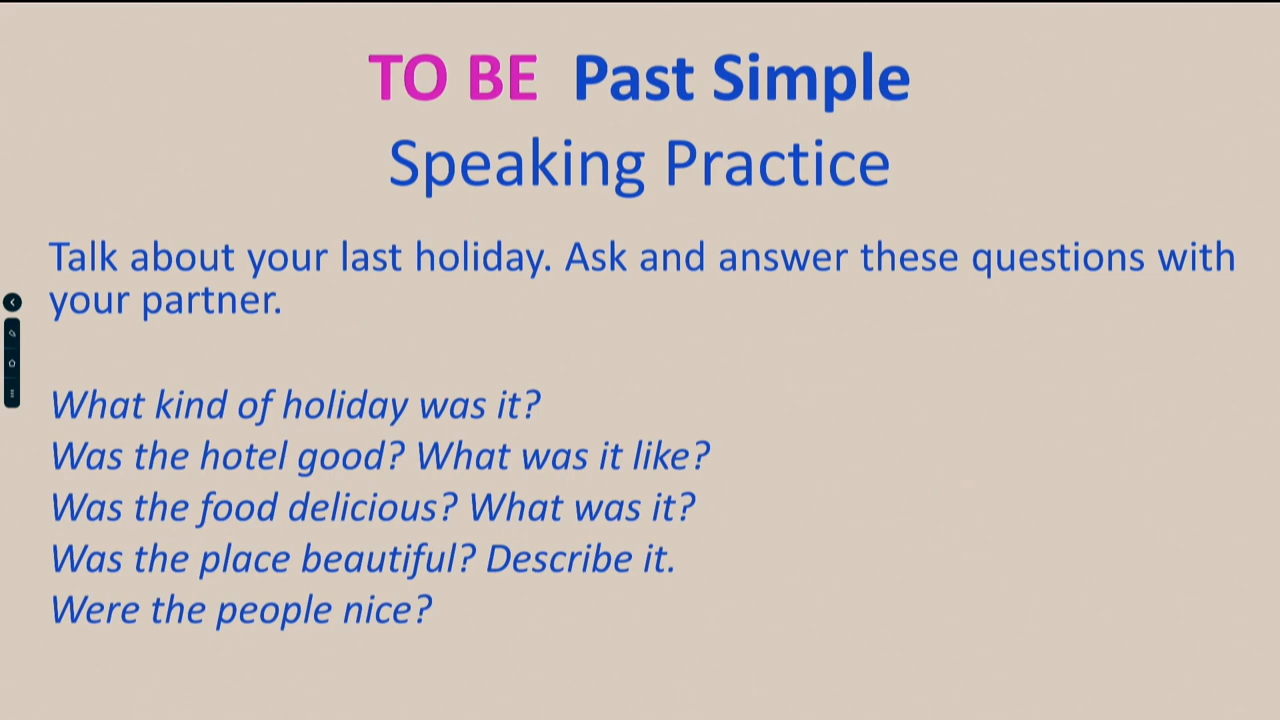 TO BE Past Simple
Speaking Practice
Talk about your last holiday. Ask and answer these questions with
your partner.
What kind of holiday was it?
Was the hotel good? What was it like?
Was the food delicious? What was it?
Was the place beautiful? Describe it.
Were the people nice?